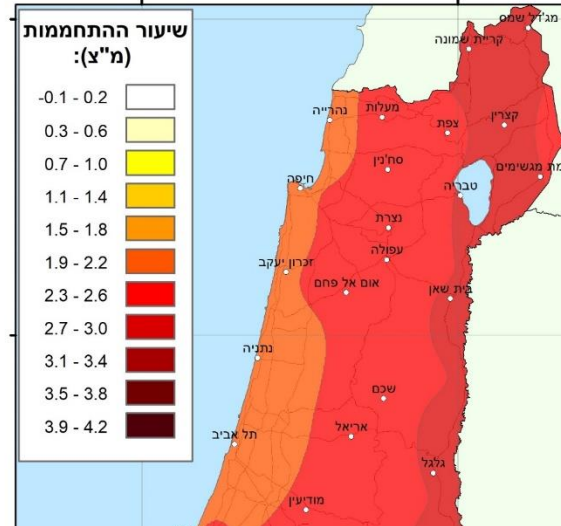 שיעור ההתחממות
(מ"צ):
-0.1 - 0.2
0.3 - 0.6
0.7 - 1.0
1.1 - 1.4
1.5 - 1.8
1.9 - 2.2
2.3 - 2.6
2.7 - 3.0
3.1 - 3.4
3.5 - 3.8
3.9 - 4.2
מג'דל שמס
קריית שמונה
מעלות
נהרייה
קצרין
צפת
סח'נין
מת מגשימים
חיפה
טבריה
נצרת
עפולה
זכרון יעקב
אום אל פחם
בית שאן
נתניה
שכם
אריאל
תל אביב
גלגל
מודיעין